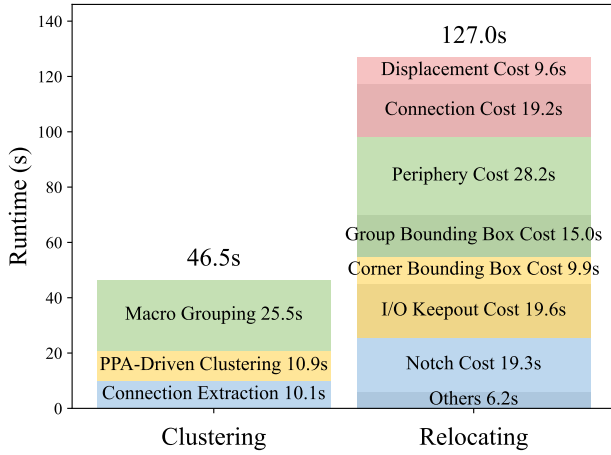 Runtime (s)
140
120
100
80
60
40
20
0
46.5s
Macro Grouping 25.5s
PPA-Driven Clustering 10.9s
Connection Extraction 10.1s
Clustering
127.0s
Displacement Cost 9.6s
Connection Cost 19.2s
Periphery Cost 28.2s
Group Bounding Box Cost 15.0s
Corner Bounding Box Cost 9.9s
I/O Keepout Cost 19.6s
Notch Cost 19.3s
Others 6.2s
Relocating